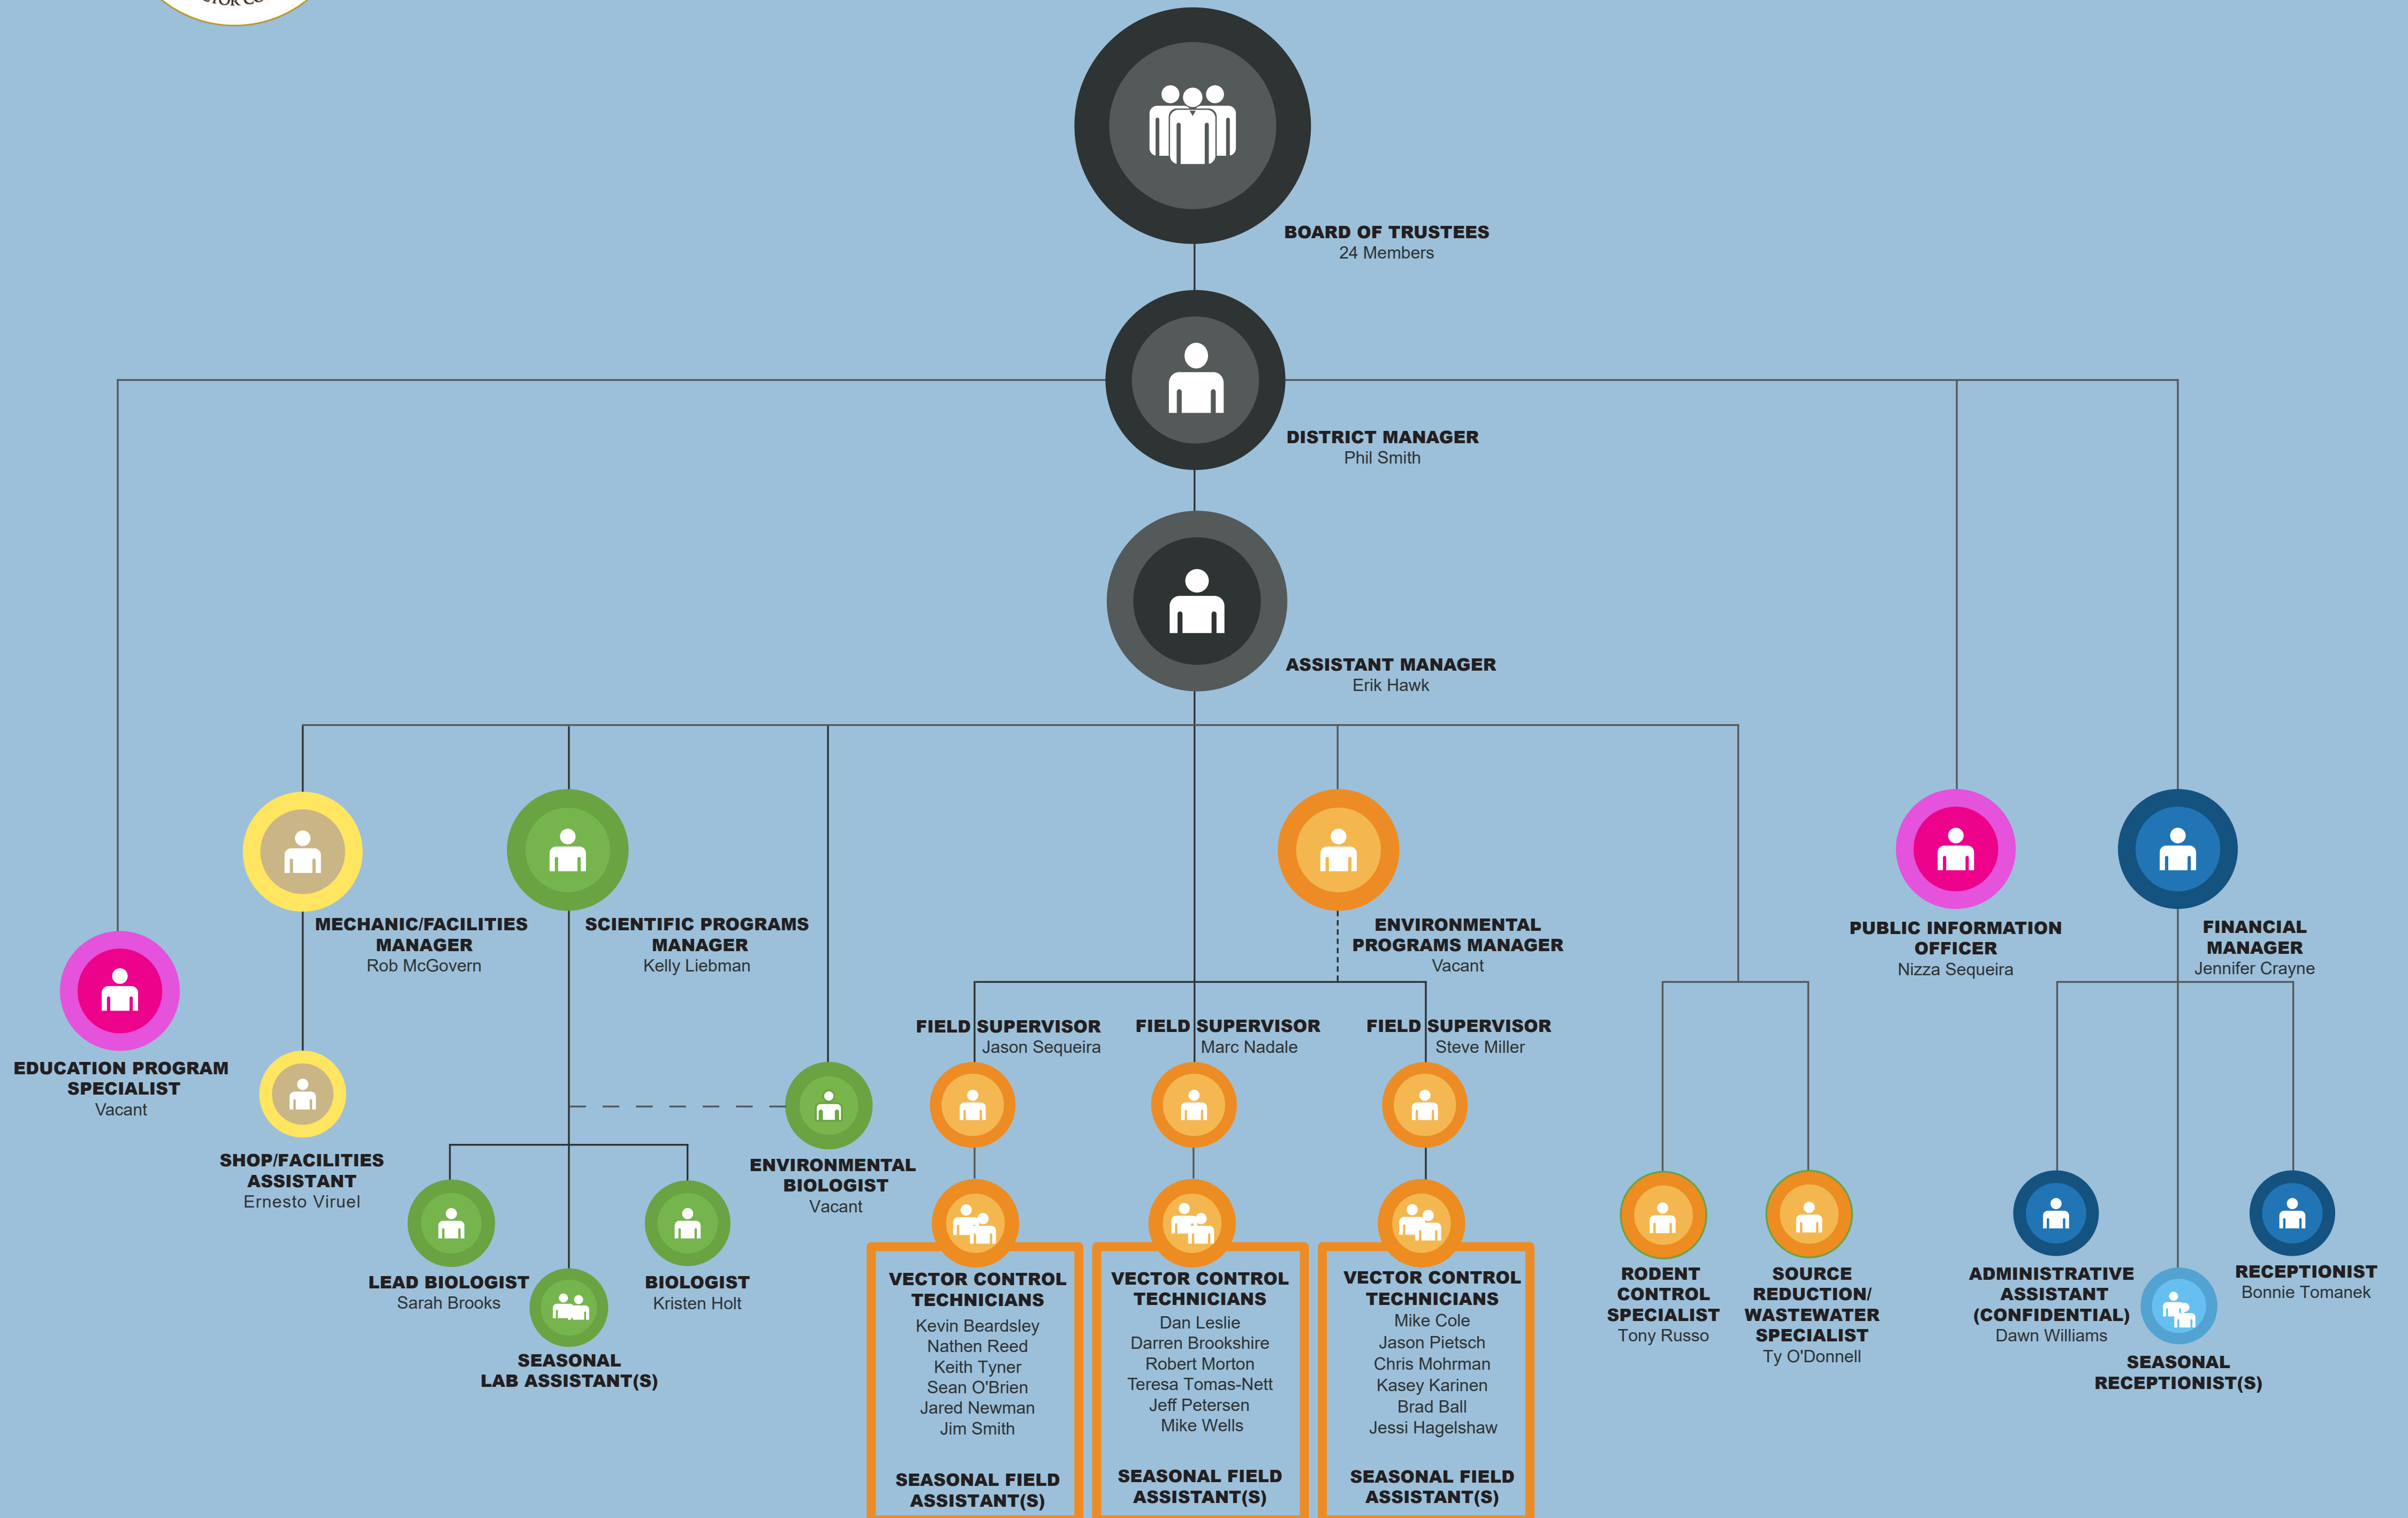 BOARD OF TRUSTEES
24 Members
DISTRICT MANAGER
Phil Smith
ASSISTANT MANAGER
Erik Hawk
EDUCATION PROGRAM
SPECIALIST
Vacant
MECHANIC/FACILITIES
MANAGER
Rob McGovern
SHOP/FACILITIES
ASSISTANT
Ernesto Viruel
SCIENTIFIC PROGRAMS
MANAGER
Kelly Liebman
LEAD BIOLOGIST
Sarah Brooks
SEASONAL
LAB ASSISTANT(S)
BIOLOGIST
Kristen Holt
ENVIRONMENTAL
BIOLOGIST
Vacant
ENVIRONMENTAL
PROGRAMS MANAGER
Vacant
FIELD SUPERVISOR
Jason Sequeira
VECTOR CONTROL
TECHNICIANS
Kevin Beardsley
Nathen Reed
Keith Tyner
Sean O'Brien
Jared Newman
Jim Smith
SEASONAL FIELD
ASSISTANT(S)
FIELD SUPERVISOR
Marc Nadale
VECTOR CONTROL
TECHNICIANS
Dan Leslie
Darren Brookshire
Robert Morton
Teresa Tomas-Nett
Jeff Petersen
Mike Wells
SEASONAL FIELD
ASSISTANT(S)
FIELD SUPERVISOR
Steve Miller
VECTOR CONTROL
TECHNICIANS
Mike Cole
Jason Pietsch
Chris Mohrman
Kasey Karinen
Brad Ball
Jessi Hagelshaw
SEASONAL FIELD
ASSISTANT(S)
RODENT
CONTROL
SPECIALIST
Tony Russo
SOURCE
REDUCTION/
WASTEWATER
SPECIALIST
Ty O'Donnell
PUBLIC INFORMATION
OFFICER
Nizza Sequeira
FINANCIAL
MANAGER
Jennifer Crayne
ADMINISTRATIVE
ASSISTANT
(CONFIDENTIAL)
Dawn Williams
SEASONAL
RECEPTIONIST(S)
RECEPTIONIST
Bonnie Tomanek